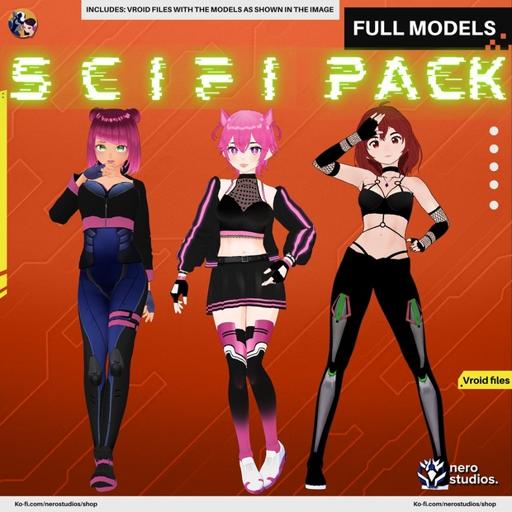 INCLUDES: VROID FILES WITH THE MODELS AS SHOWN IN THE IMAGE
FULL MODELS
SCIFI PACK
Vroid files
nero
studios.
Ko-fi.com/nerostudios/shop
Ko-fi.com/nerostudios/shop